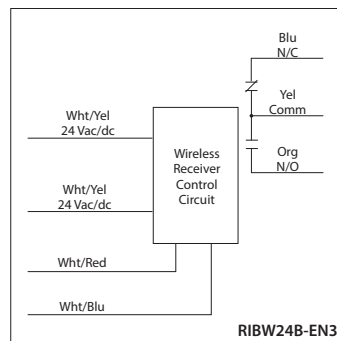 Blu
N/C
Yel
Comm
Org
N/O
Wht/Yel
24 Vac/dc
Wireless
Receiver
Control
Circuit
Wht/Yel
24 Vac/dc
Wht/Red
Wht/Blu
RIBW24B-EN3